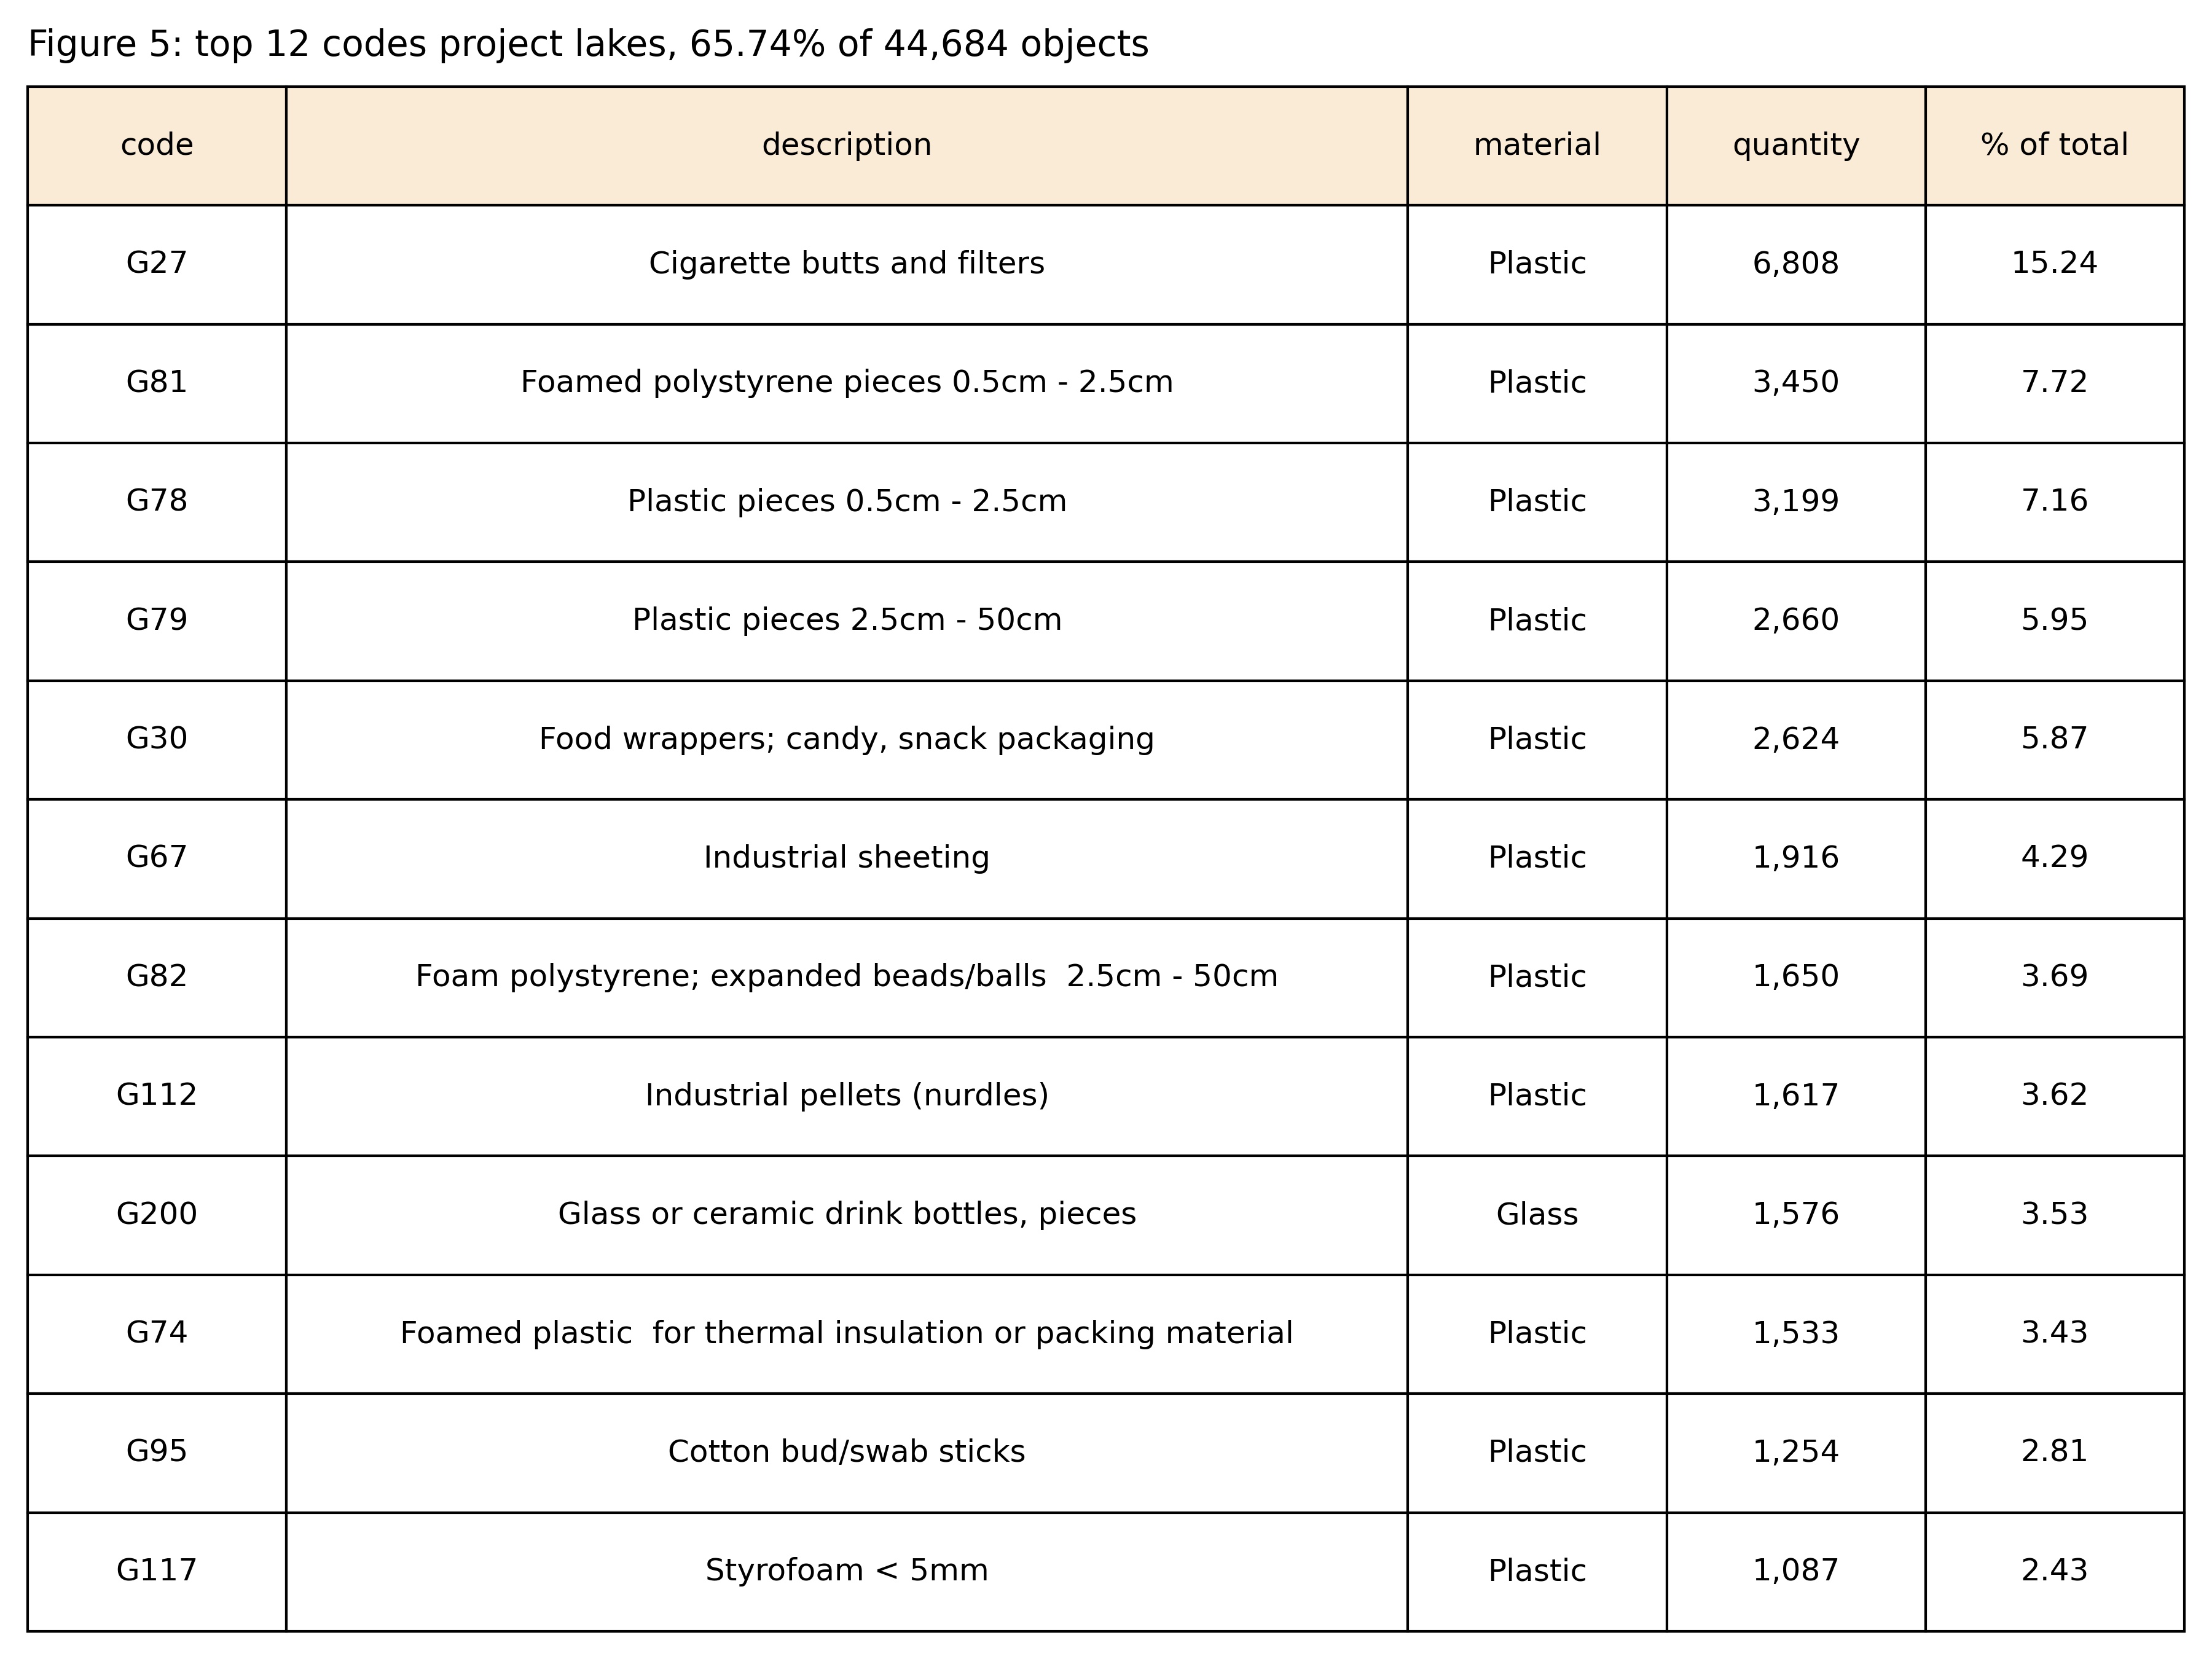 Figure 5: top 12 codes project lakes, 65.74% of 44,684 objects
code description material quantity % of total
G27 Cigarette butts and filters Plastic 6,808 15.24
G81 Foamed polystyrene pieces 0.5cm - 2.5cm Plastic 3,450 7.72
G78 Plastic pieces 0.5cm - 2.5cm Plastic 3,199 7.16
G79 Plastic pieces 2.5cm - 50cm Plastic 2,660 5.95
G30 Food wrappers; candy, snack packaging Plastic 2,624 5.87
G67 Industrial sheeting Plastic 1,916 4.29
G82 Foam polystyrene; expanded beads/balls  2.5cm - 50cm Plastic 1,650 3.69
G112 Industrial pellets (nurdles) Plastic 1,617 3.62
G200 Glass or ceramic drink bottles, pieces Glass 1,576 3.53
G74 Foamed plastic  for thermal insulation or packing material Plastic 1,533 3.43
G95 Cotton bud/swab sticks Plastic 1,254 2.81
G117 Styrofoam < 5mm Plastic 1,087 2.43